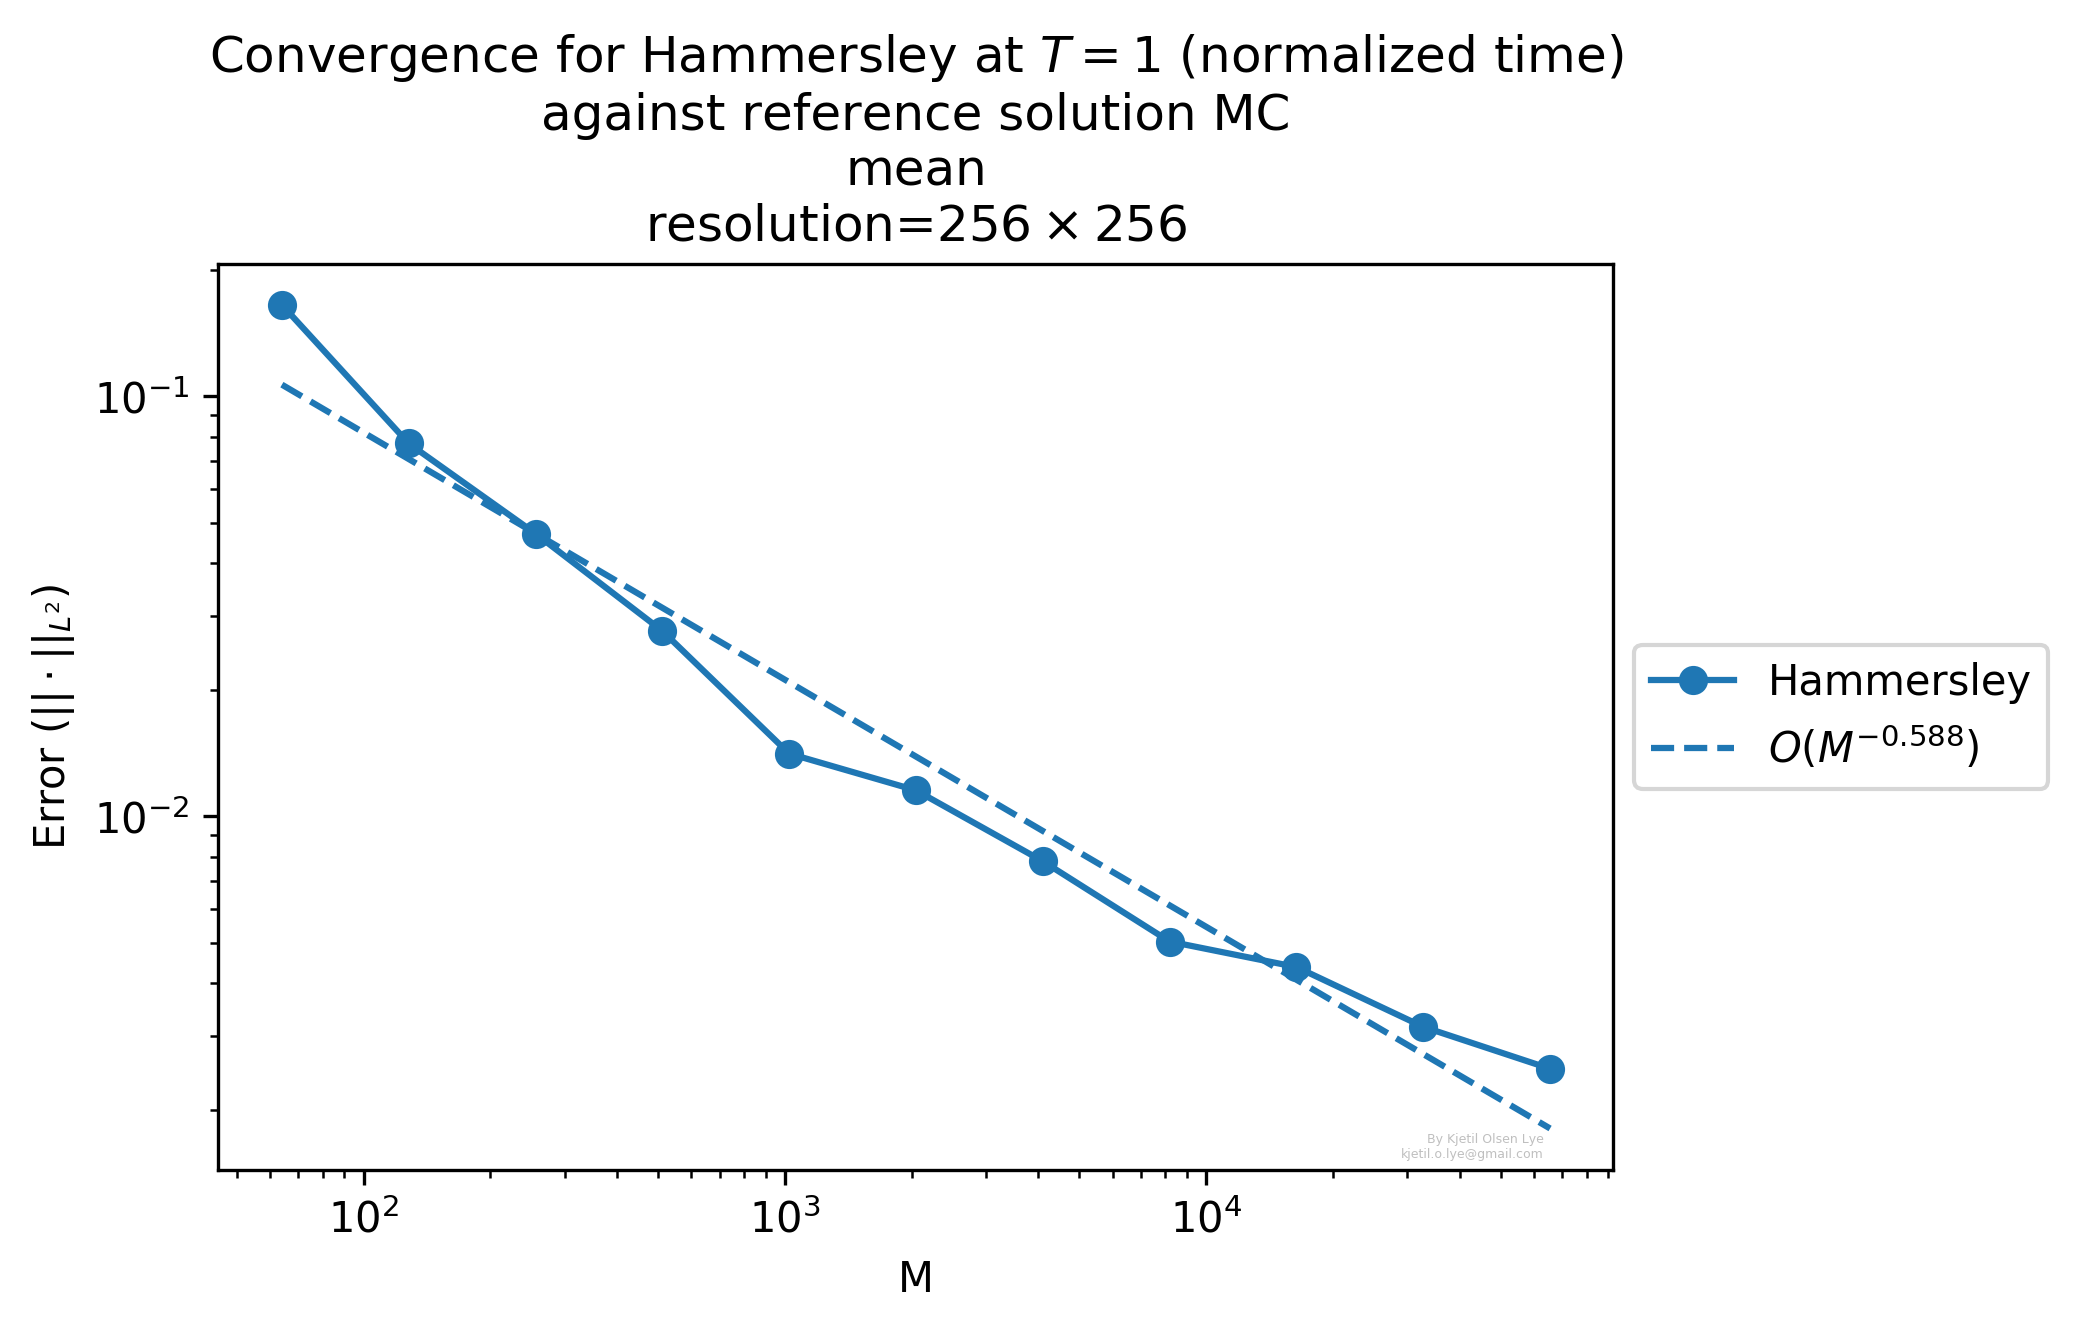 Convergence for Hammersley at T = 1 (normalized time)
against reference solution MC
mean
resolution=256 × 256
Error (|| · ||_{L^2})
10^{-1}
10^{-2}
10^2
10^3
10^4
M
Hammersley
O(M^{-0.588})
By Kjetil Olsen Lye
kjetil.o.lye@gmail.com